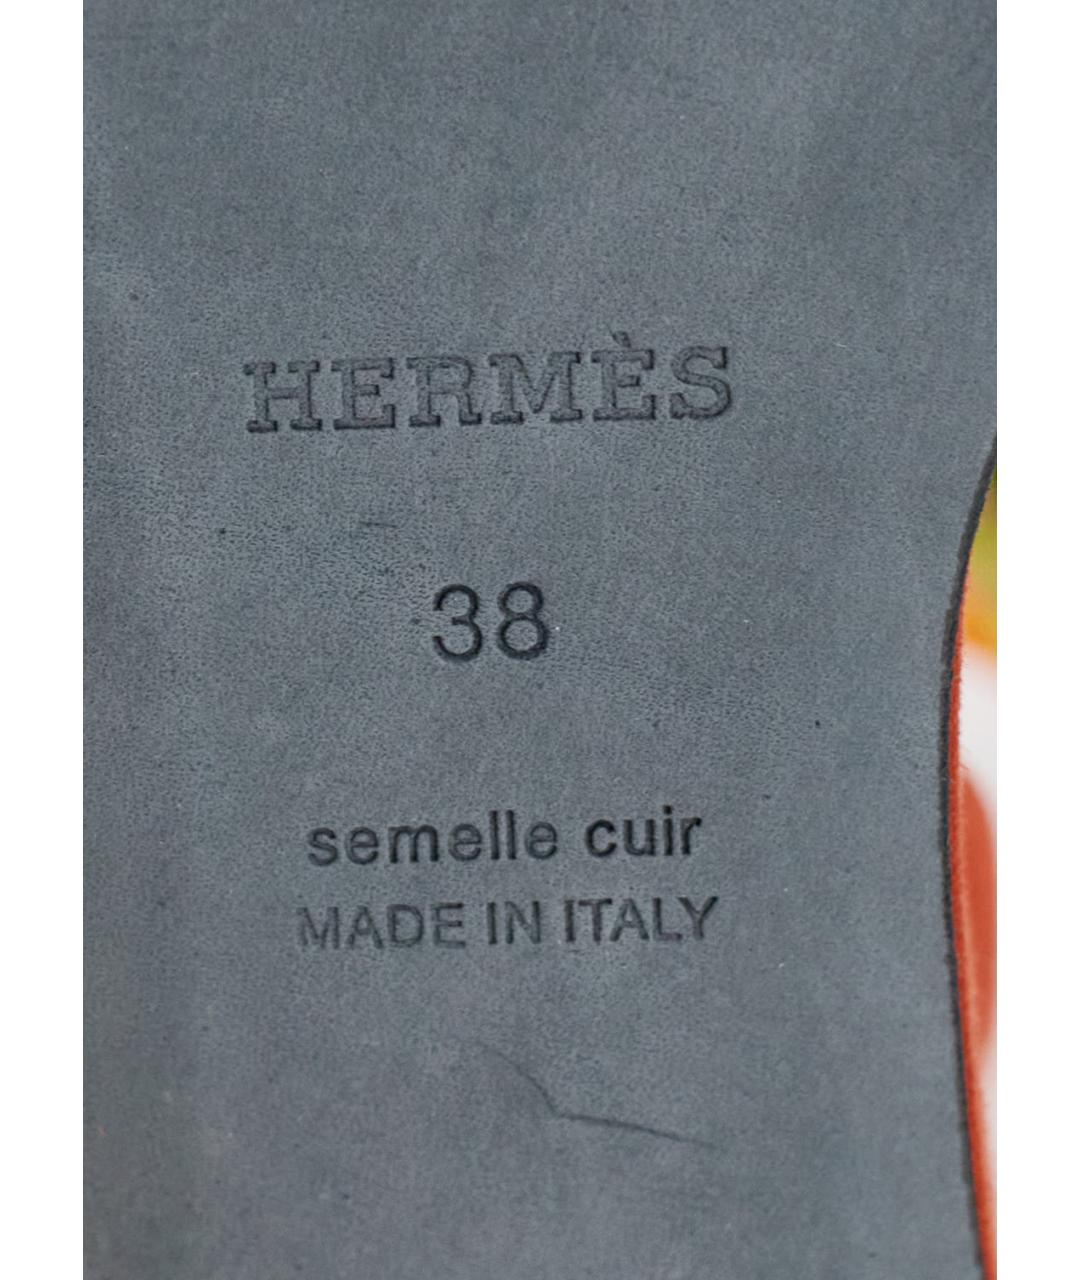 HERMÈS
38
semelle cuir
MADE IN ITALY